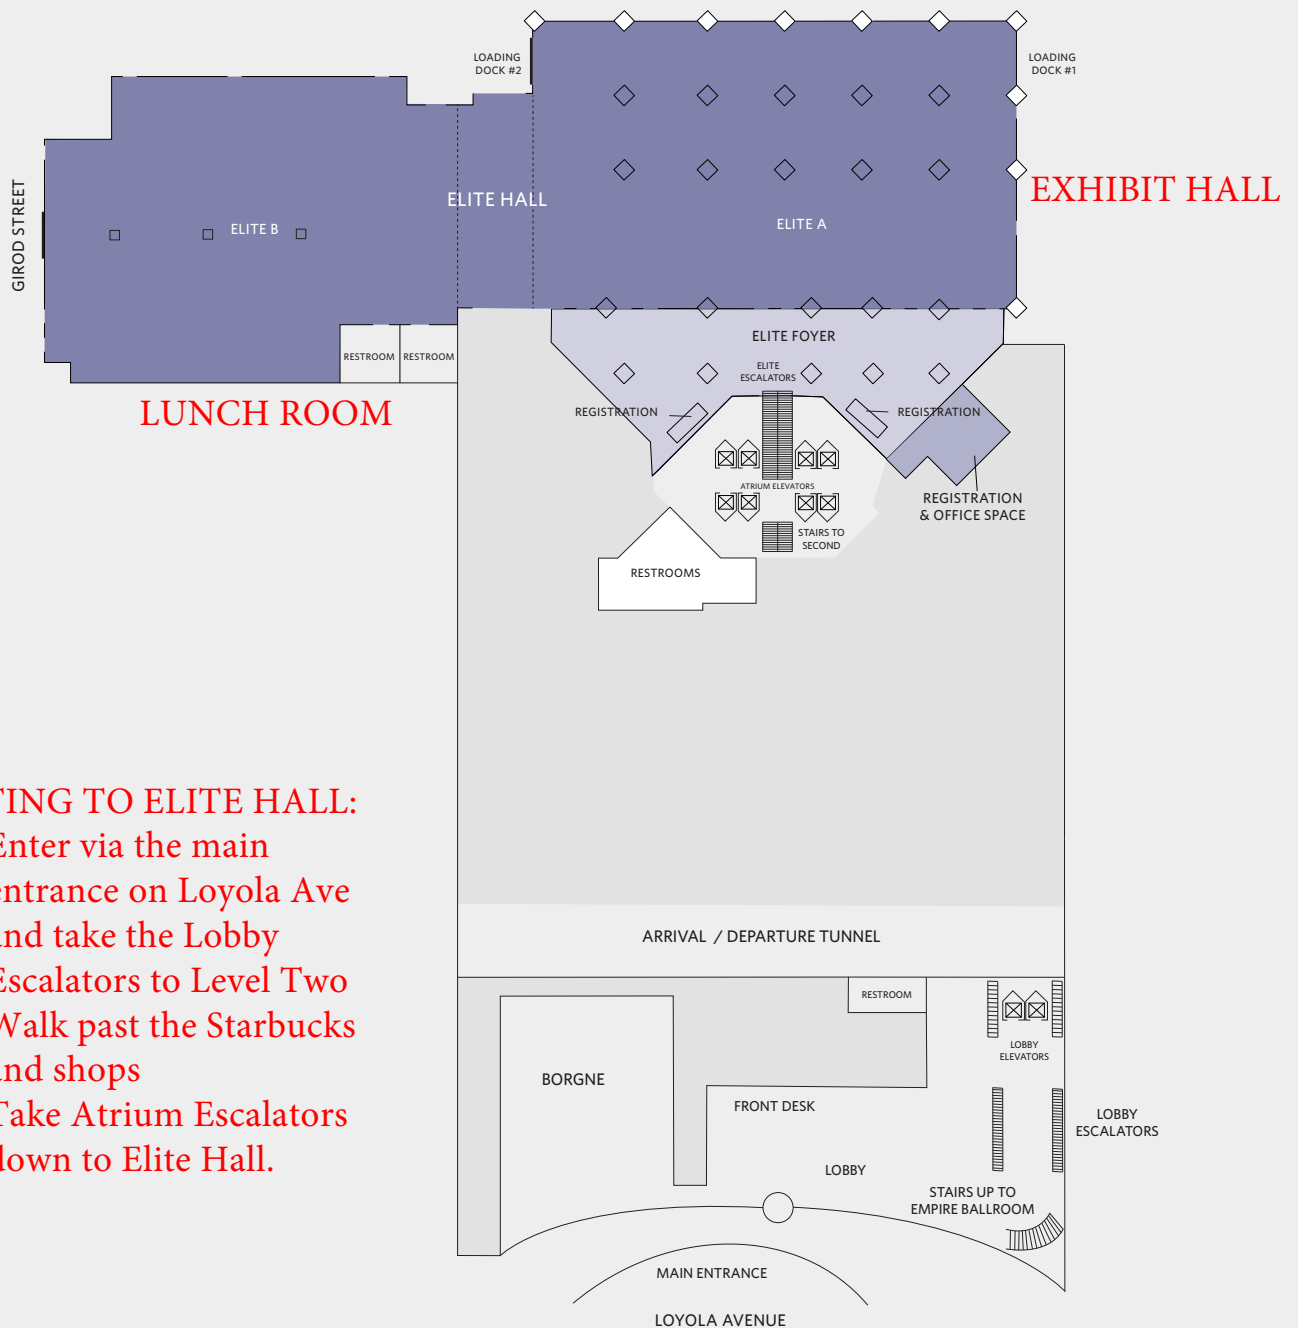 LOADING
DOCK #2
LOADING
DOCK #1
EXHIBIT HALL
ELITE HALL
GIROD STREET
ELITE B
ELITE A
ELITE FOYER
RESTROOM
RESTROOM
ELITE
ESCALATORS
LUNCH ROOM
REGISTRATION
REGISTRATION
ATRIUM ELEVATORS
REGISTRATION
& OFFICE SPACE
STAIRS TO
SECOND
RESTROOMS
TING TO ELITE HALL:
Enter via the main
entrance on Loyola Ave
and take the Lobby
Escalators to Level Two
Walk past the Starbucks
and shops
Take Atrium Escalators
down to Elite Hall.
ARRIVAL / DEPARTURE TUNNEL
RESTROOM
LOBBY
ELEVATORS
BORGNE
FRONT DESK
LOBBY
ESCALATORS
LOBBY
STAIRS UP TO
EMPIRE BALLROOM
MAIN ENTRANCE
LOYOLA AVENUE